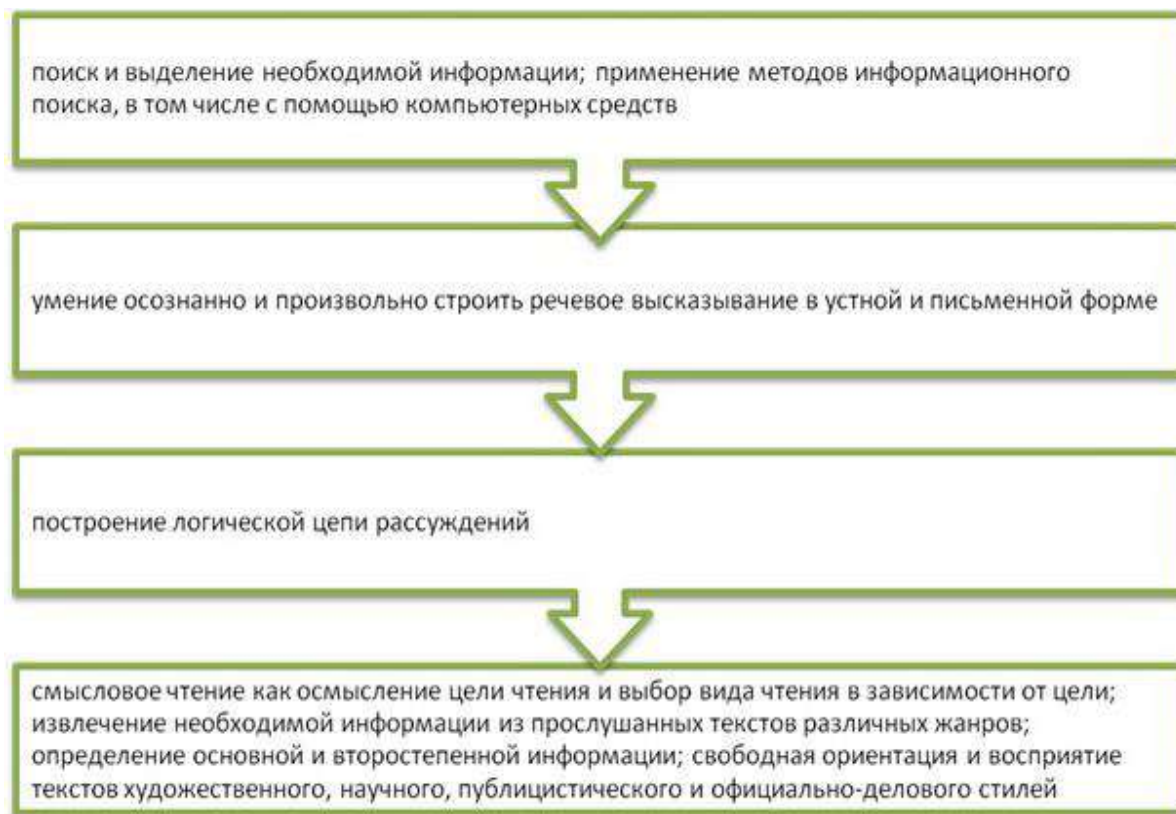 поиск и выделение необходимой информации; применение методов информационного
поиска, в том числе с помощью компьютерных средств
умение осознанно и произвольно строить речевое высказывание в устной и письменной форме
построение логической цепи рассуждений
смысловое чтение как осмысление цели чтения и выбор вида чтения в зависимости от цели;
извлечение необходимой информации из прослушанных текстов различных жанров;
определение основной и второстепенной информации; свободная ориентация и восприятие
текстов художественного, научного, публицистического и официально-делового стилей